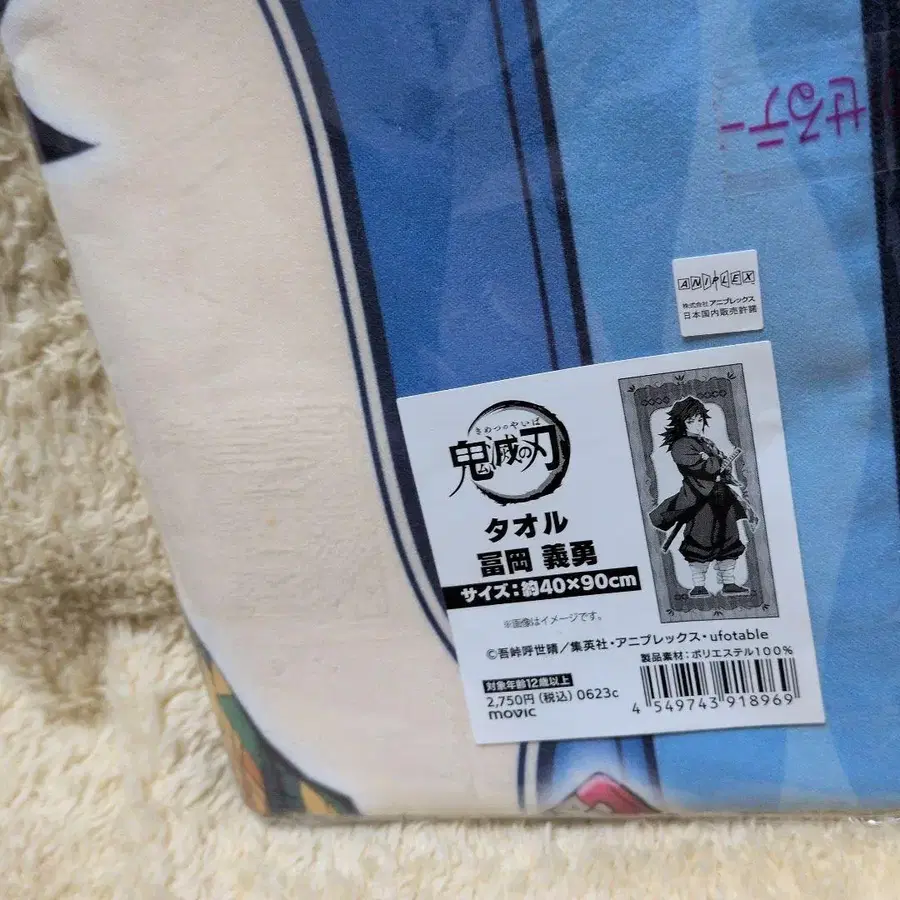 せるデー
ANIPLEX
株式会社アニプレックス
日本国内販売許諾
きめつのやいば
鬼滅の刃
タオル
冨岡 義勇
サイズ:約40×90cm
※画像はイメージです。
©吾峠呼世晴／集英社・アニプレックス・ufotable
製品素材:ポリエステル100%
対象年齢12歳以上
2,750円(税込) 0623c
movic
4 549743 918969